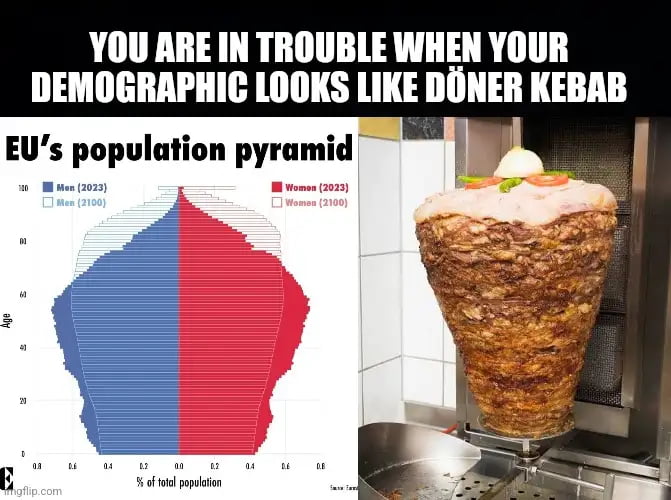 YOU ARE IN TROUBLE WHEN YOUR
DEMOGRAPHIC LOOKS LIKE DÖNER KEBAB
EU's population pyramid
100
Men (2023)
Women (2023)
Men (2100)
Women (2100)
80
60
Age
40
20
0
0.8 0.6 0.4 0.2 0.0 0.2 0.4 0.6 0.8
% of total population
E
imgflip.com